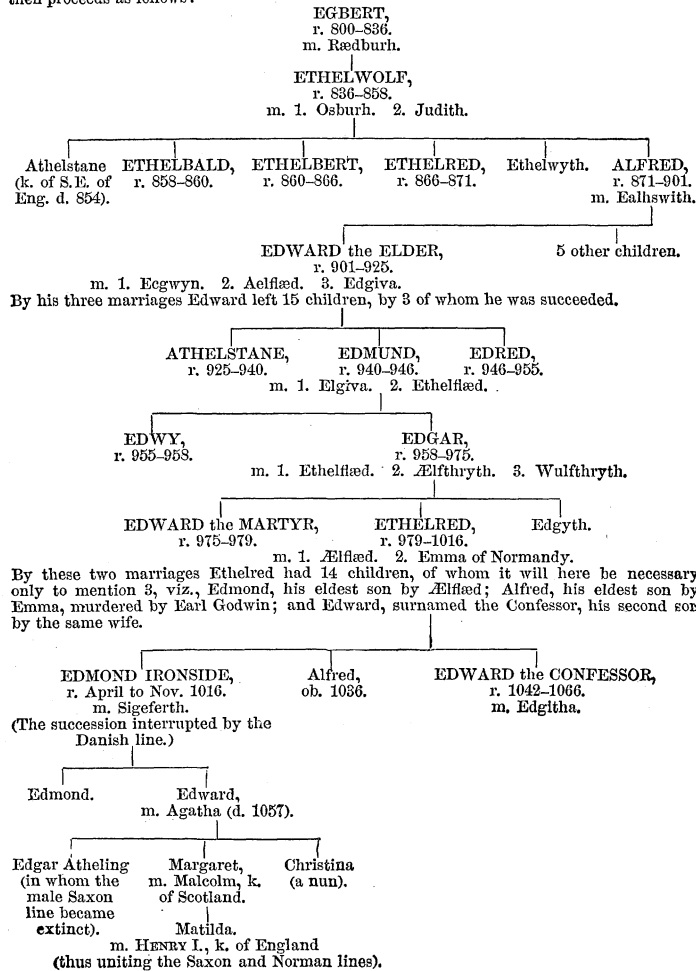 then proceeds as follows:
EGBERT,
r. 800–836.
m. Rædburh.
ETHELWOLF,
r. 836–858.
m. 1. Osburh. 2. Judith.
Athelstane ETHELBALD, ETHELBERT, ETHELRED, Ethelwyth. ALFRED,
(k. of S.E. of r. 858–860. r. 860–866. r. 866–871. r. 871–901.
Eng. d. 854). m. Ealhswith.
EDWARD the ELDER, 5 other children.
r. 901–925.
m. 1. Ecgwyn. 2. Aelflæd. 3. Edgiva.
By his three marriages Edward left 15 children, by 3 of whom he was succeeded.
ATHELSTANE, EDMUND, EDRED,
r. 925–940. r. 940–946. r. 946–955.
m. 1. Elgiva. 2. Ethelflæd.
EDWY, EDGAR,
r. 955–958. r. 958–975.
m. 1. Ethelflæd. 2. Ælfthryth. 3. Wulfthryth.
EDWARD the MARTYR, ETHELRED, Edgyth.
r. 975–979. r. 979–1016.
m. 1. Ælflæd. 2. Emma of Normandy.
By these two marriages Ethelred had 14 children, of whom it will here be necessary
only to mention 3, viz., Edmond, his eldest son by Ælflæd; Alfred, his eldest son by
Emma, murdered by Earl Godwin; and Edward, surnamed the Confessor, his second son
by the same wife.
EDMOND IRONSIDE, Alfred, EDWARD the CONFESSOR,
r. April to Nov. 1016. ob. 1036. r. 1042–1066.
m. Sigeferth. m. Edgitha.
(The succession interrupted by the
Danish line.)
Edmond. Edward,
m. Agatha (d. 1057).
Edgar Atheling Margaret, Christina
(in whom the m. Malcolm, k. (a nun).
male Saxon of Scotland.
line became
extinct). Matilda.
m. HENRY I., k. of England
(thus uniting the Saxon and Norman lines).